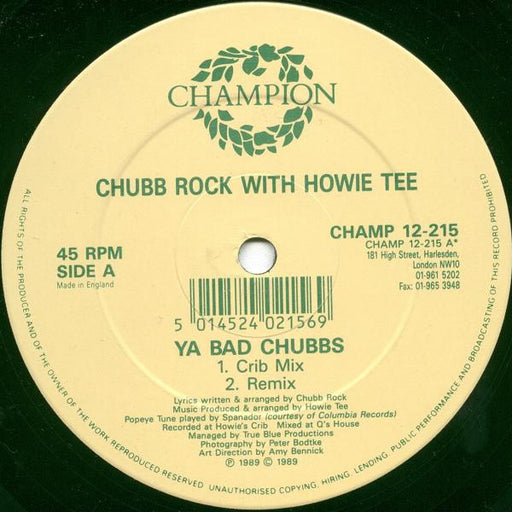 CHAMPION
CHUBB ROCK WITH HOWIE TEE
45 RPM
SIDE A
Made in England
CHAMP 12-215
CHAMP 12-215 A*
181 High Street, Harlesden,
London NW10
01-961 5202
Fax: 01-965 3948
5 014524 021569
YA BAD CHUBBS
1. Crib Mix
2. Remix
Lyrics written & arranged by Chubb Rock
Music Produced & arranged by Howie Tee
Popeye Tune played by Spanador (courtesy of Columbia Records)
Recorded at Howie's Crib Mixed at Q's House
Managed by True Blue Productions
Photography by Peter Bodtke
Art Direction by Amy Bennick
℗ 1989 © 1989
ALL RIGHTS OF THE PRODUCER AND OF THE OWNER OF THE WORK REPRODUCED RESERVED. UNAUTHORISED COPYING, HIRING, LENDING, PUBLIC PERFORMANCE AND BROADCASTING OF THIS RECORD PROHIBITED